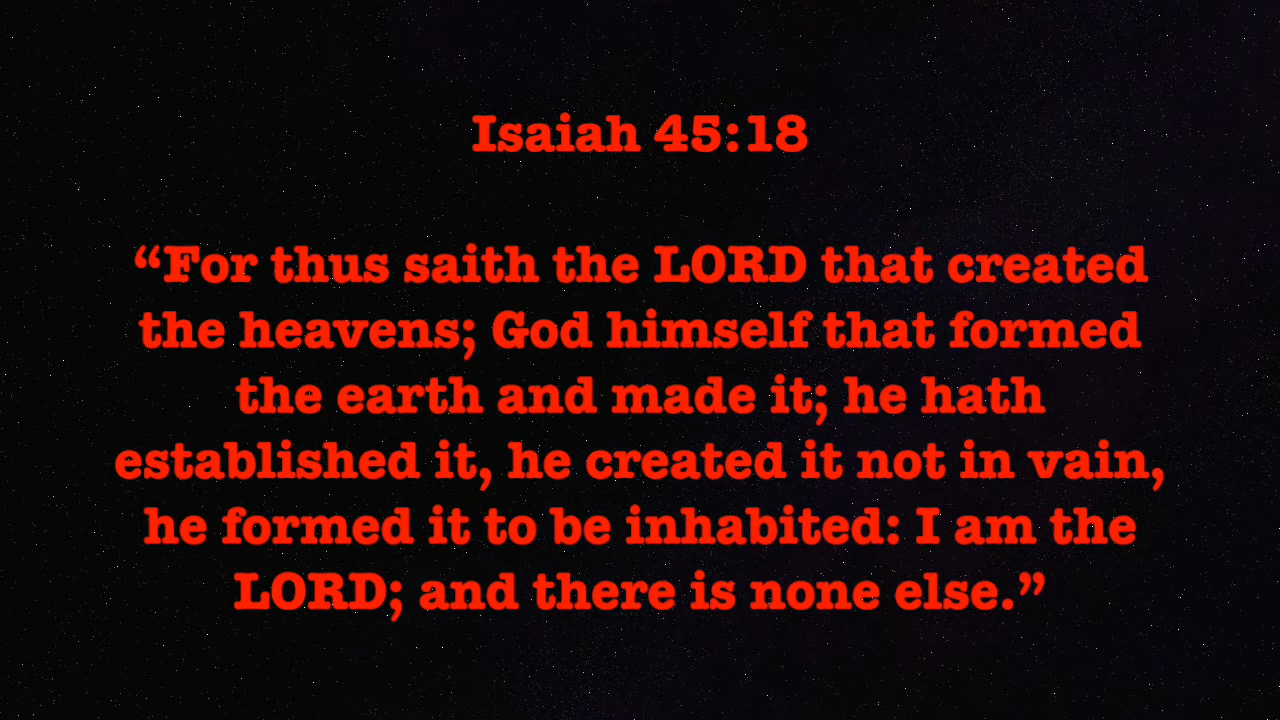 Isaiah 45:18
“For thus saith the LORD that created
the heavens; God himself that formed
the earth and made it; he hath
established it, he created it not in vain,
he formed it to be inhabited: I am the
LORD; and there is none else.”